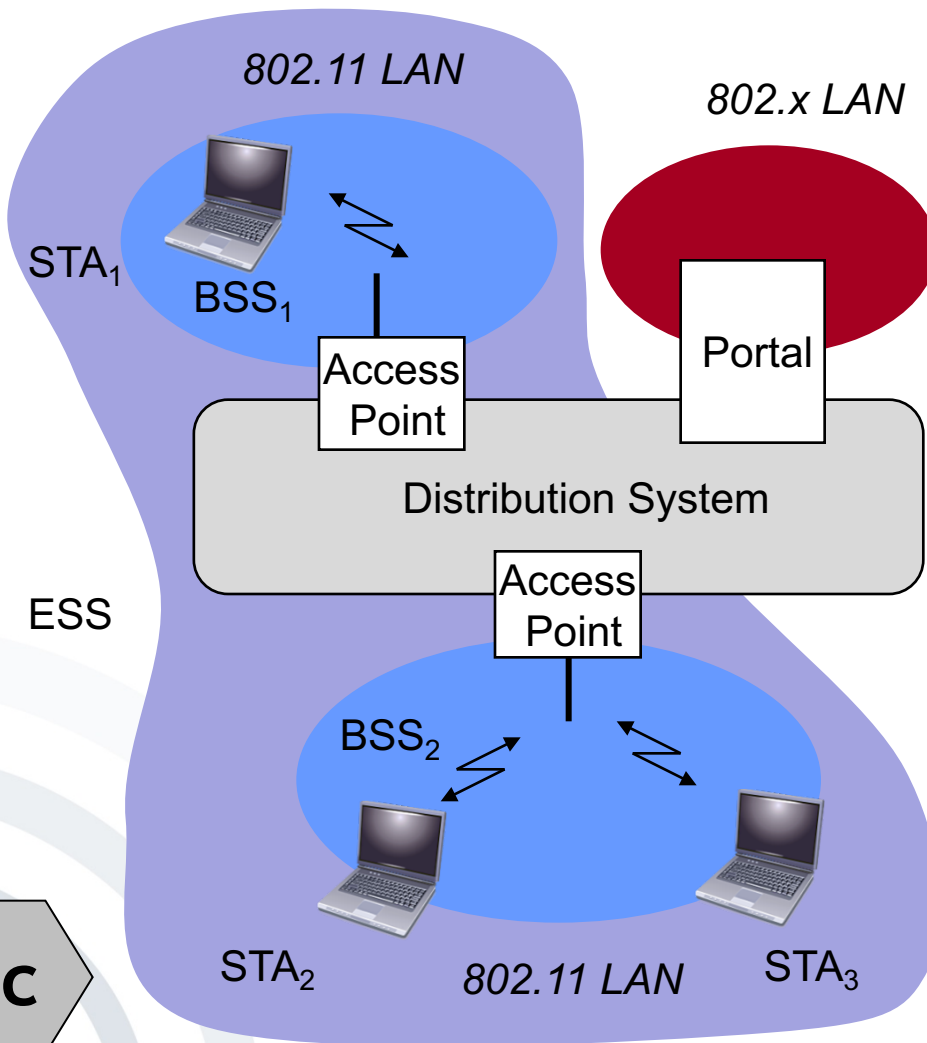 802.11 LAN
802.x LAN
STA₁
BSS₁
Access
Point
Portal
Distribution System
Access
Point
ESS
BSS₂
STA₂
802.11 LAN
STA₃
C